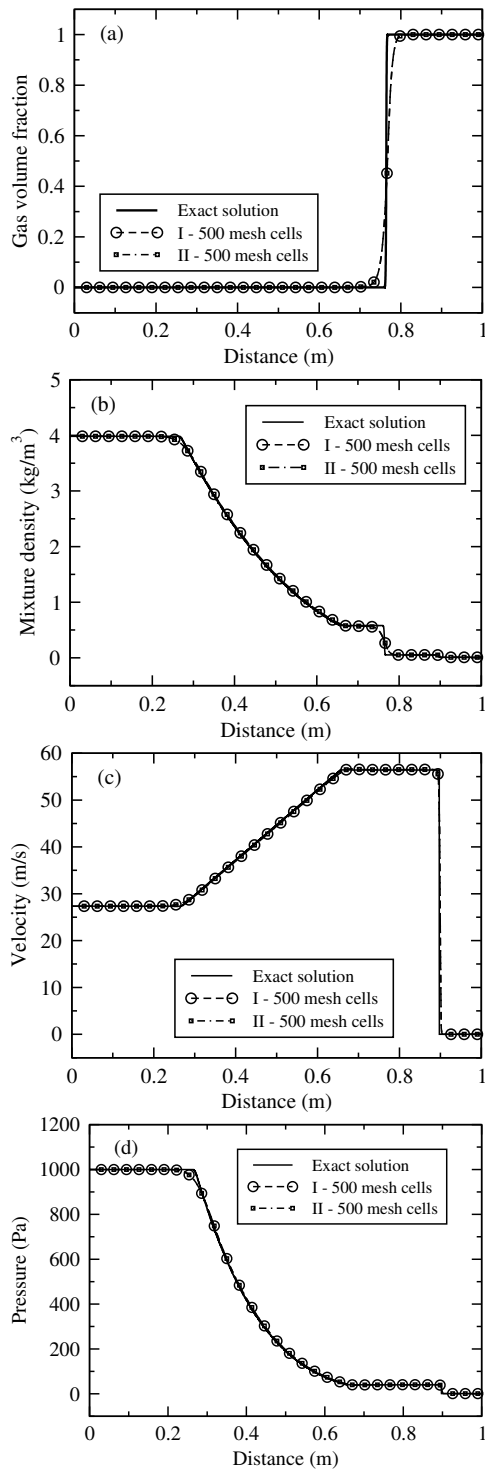 (a)
1
0.8
0.6
0.4
0.2
0
Gas volume fraction
Exact solution
I - 500 mesh cells
II - 500 mesh cells
0 0.2 0.4 0.6 0.8 1
Distance (m)
(b)
5
4
3
2
1
0
Mixture density (kg/m³)
Exact solution
I - 500 mesh cells
II - 500 mesh cells
0 0.2 0.4 0.6 0.8 1
Distance (m)
(c)
60
50
40
30
20
10
0
Velocity (m/s)
Exact solution
I - 500 mesh cells
II - 500 mesh cells
0 0.2 0.4 0.6 0.8 1
Distance (m)
(d)
1200
1000
800
600
400
200
0
Pressure (Pa)
Exact solution
I - 500 mesh cells
II - 500 mesh cells
0 0.2 0.4 0.6 0.8 1
Distance (m)